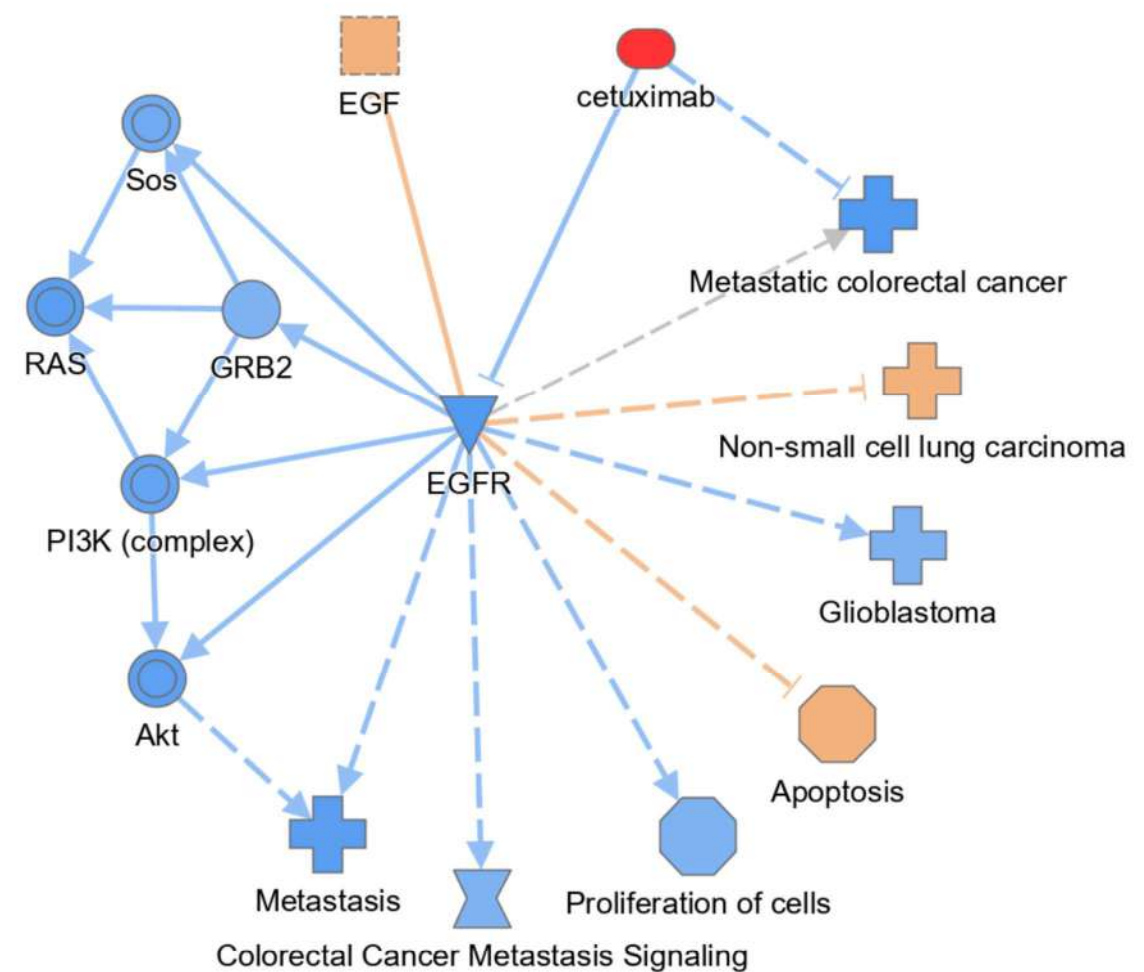 EGF
cetuximab
Sos
Metastatic colorectal cancer
RAS
GRB2
Non-small cell lung carcinoma
EGFR
PI3K (complex)
Glioblastoma
Akt
Apoptosis
Metastasis
Proliferation of cells
Colorectal Cancer Metastasis Signaling